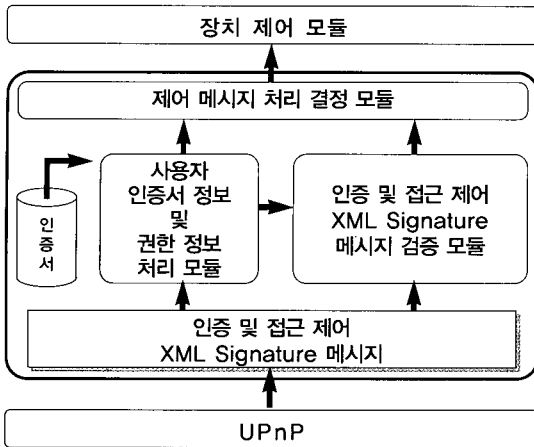 장치 제어 모듈
제어 메시지 처리 결정 모듈
인
증
서
사용자
인증서 정보
및
권한 정보
처리 모듈
인증 및 접근 제어
XML Signature
메시지 검증 모듈
인증 및 접근 제어
XML Signature 메시지
UPnP